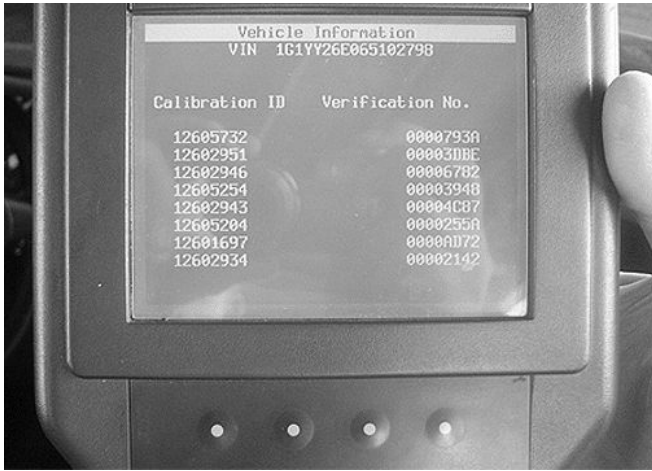 Vehicle Information
VIN 1G1YY26E065102798
Calibration ID Verification No.
12605732 0000793A
12602951 00003DBE
12602946 00006782
12605254 00003948
12602943 00004C87
12605204 0000255A
12601697 0000AD72
12602934 00002142